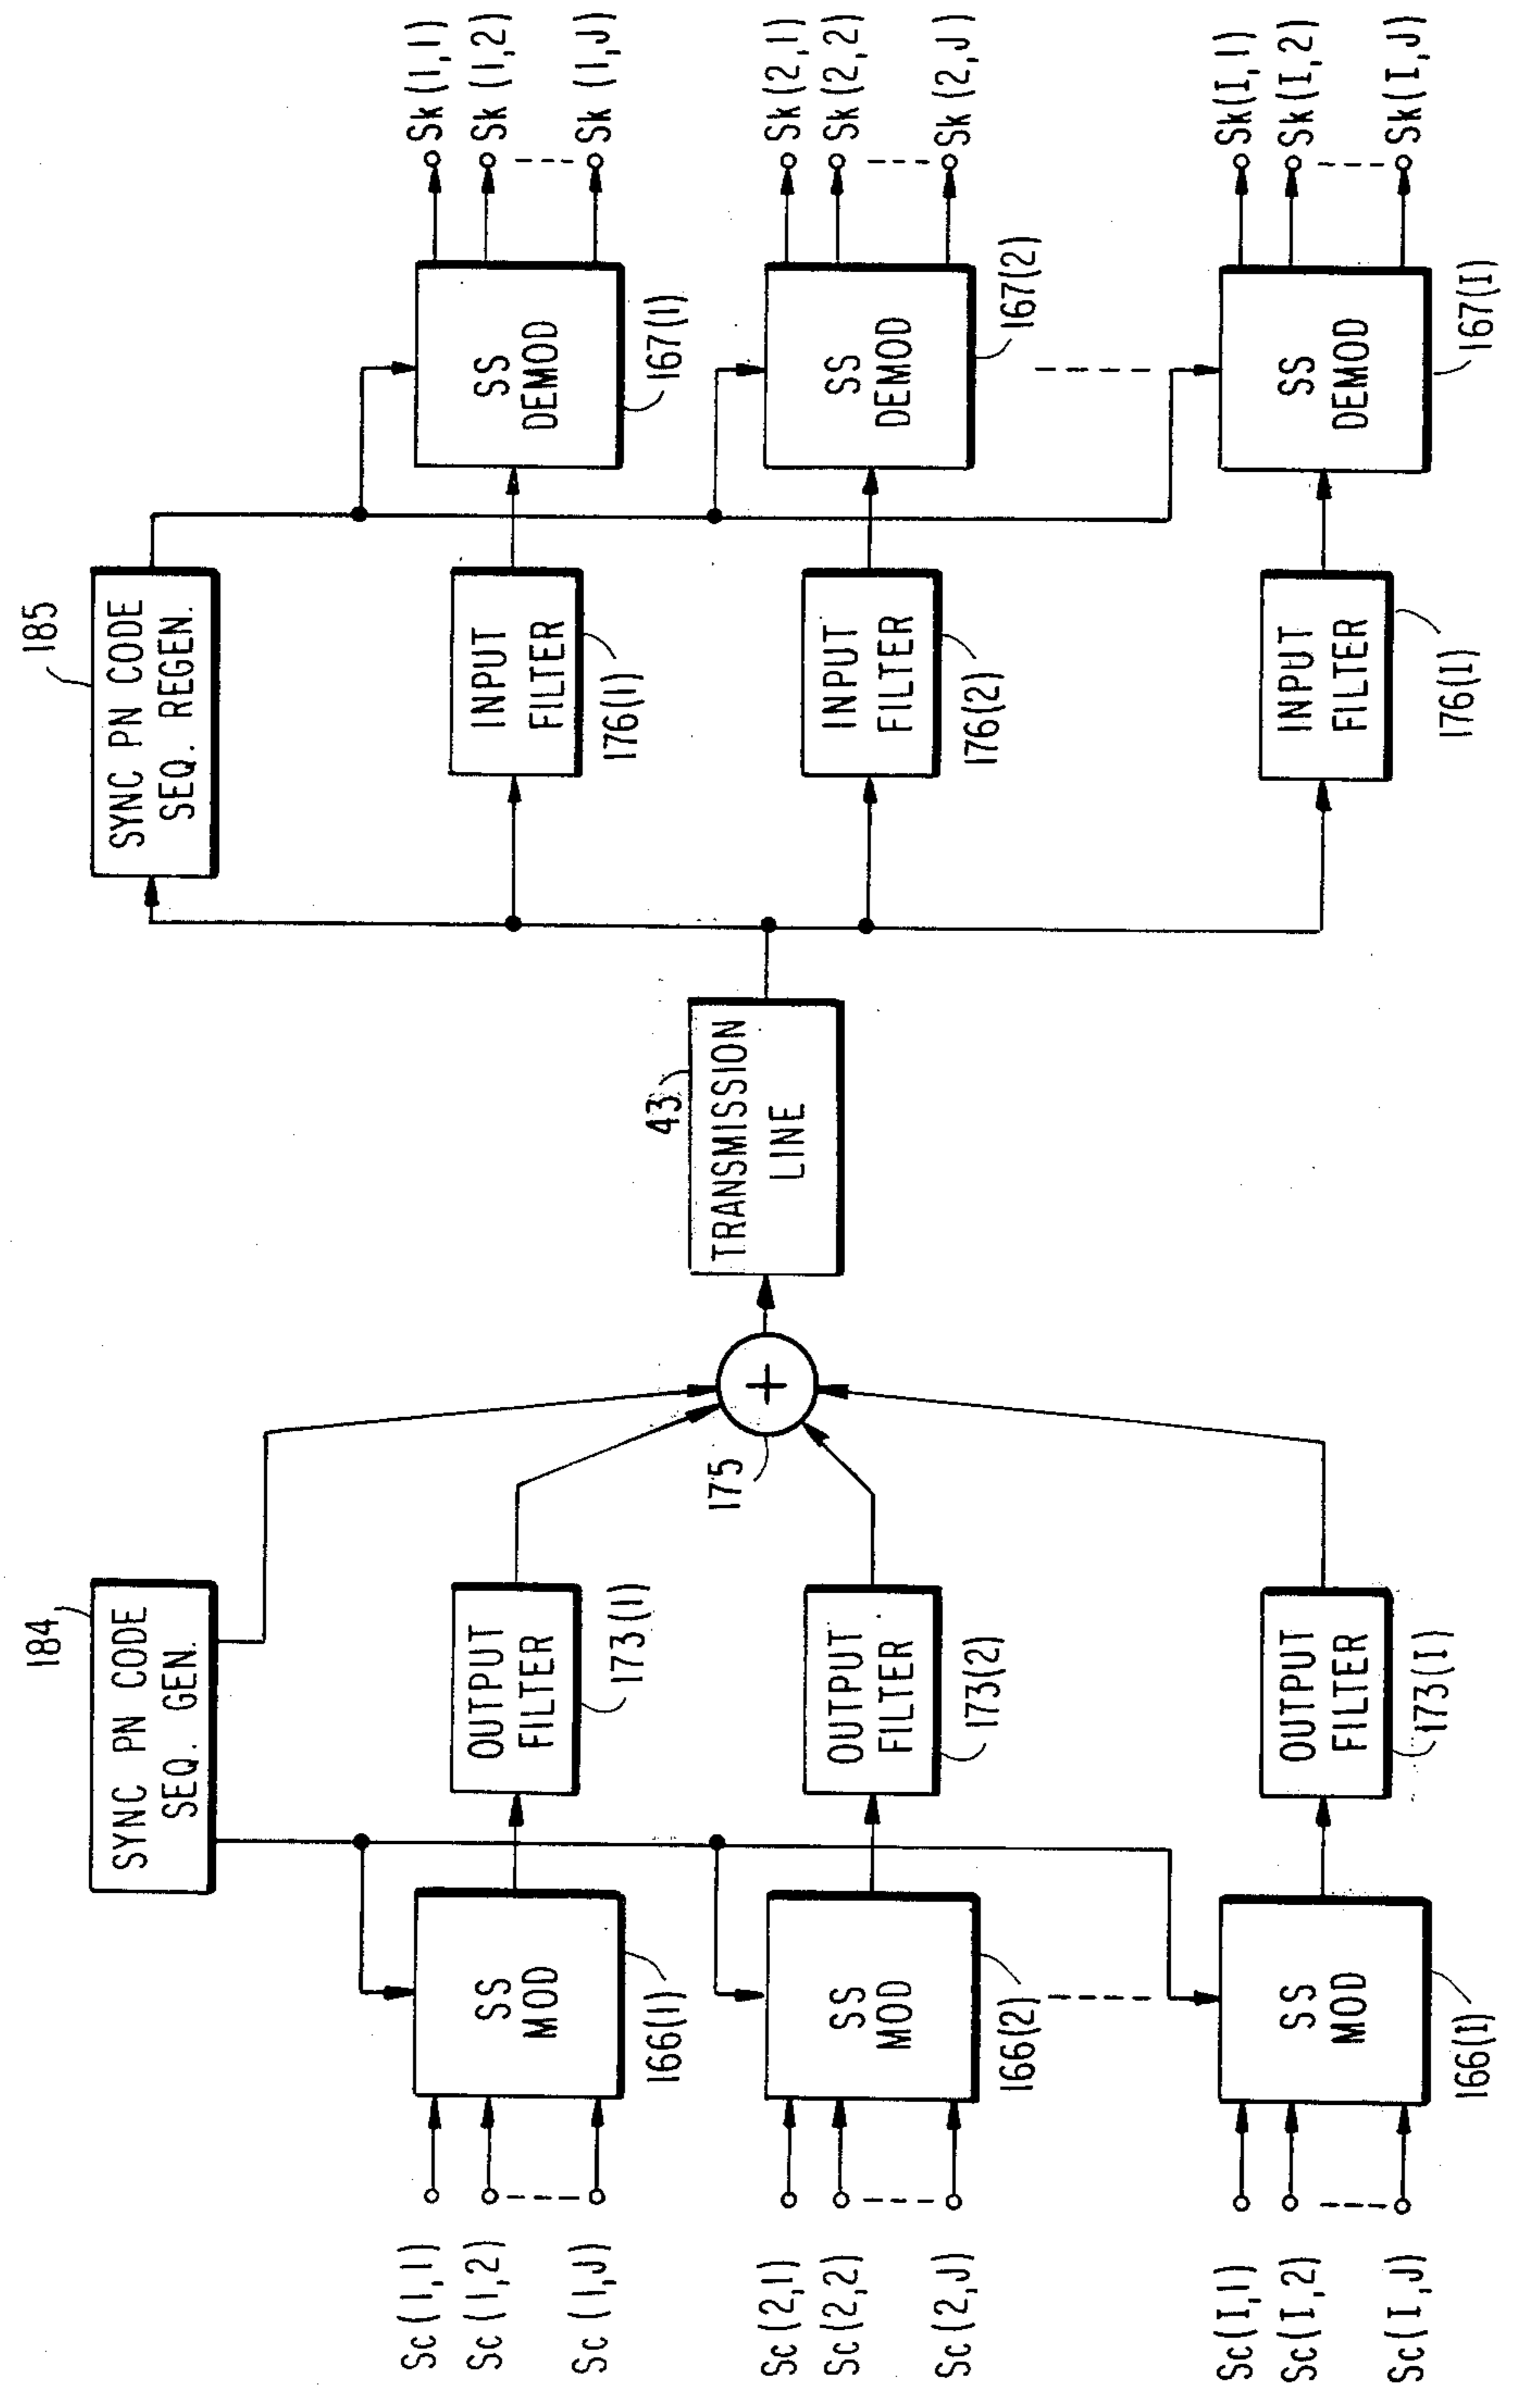 184
SYNC PN CODE
SEQ. GEN.
185
SYNC PN CODE
SEQ. REGEN.
Sc (1,1)
Sc (1,2)
Sc (1,J)
SS
MOD
166(1)
OUTPUT
FILTER
173(1)
INPUT
FILTER
176(1)
SS
DEMOD
167(1)
Sk (1,1)
Sk (1,2)
Sk (1,J)
Sc (2,1)
Sc (2,2)
Sc (2,J)
SS
MOD
166(2)
OUTPUT
FILTER
173(2)
175
+
43
TRANSMISSION
LINE
INPUT
FILTER
176(2)
SS
DEMOD
167(2)
Sk (2,1)
Sk (2,2)
Sk (2,J)
Sc (I,1)
Sc (I,2)
Sc (I,J)
SS
MOD
166(I)
OUTPUT
FILTER
173(I)
INPUT
FILTER
176(I)
SS
DEMOD
167(I)
Sk (I,1)
Sk (I,2)
Sk (I,J)